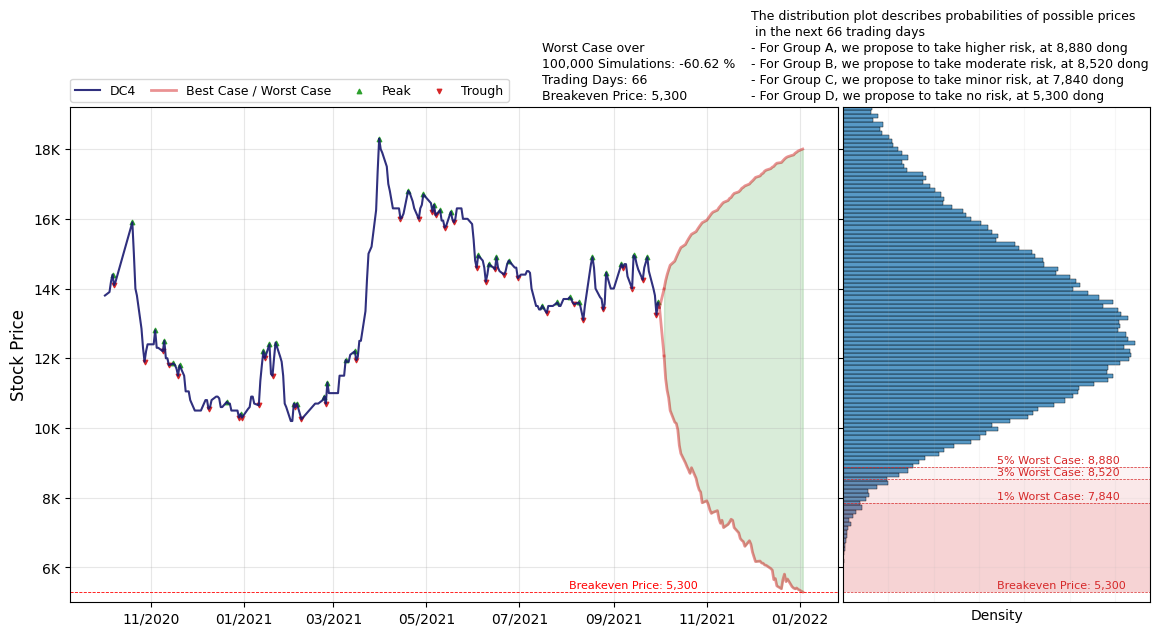 The distribution plot describes probabilities of possible prices
in the next 66 trading days
- For Group A, we propose to take higher risk, at 8,880 dong
- For Group B, we propose to take moderate risk, at 8,520 dong
- For Group C, we propose to take minor risk, at 7,840 dong
- For Group D, we propose to take no risk, at 5,300 dong
Worst Case over
100,000 Simulations: -60.62 %
Trading Days: 66
Breakeven Price: 5,300
DC4
Best Case / Worst Case
Peak
Trough
Stock Price
18K
16K
14K
12K
10K
8K
6K
Breakeven Price: 5,300
11/2020
01/2021
03/2021
05/2021
07/2021
09/2021
11/2021
01/2022
5% Worst Case: 8,880
3% Worst Case: 8,520
1% Worst Case: 7,840
Breakeven Price: 5,300
Density